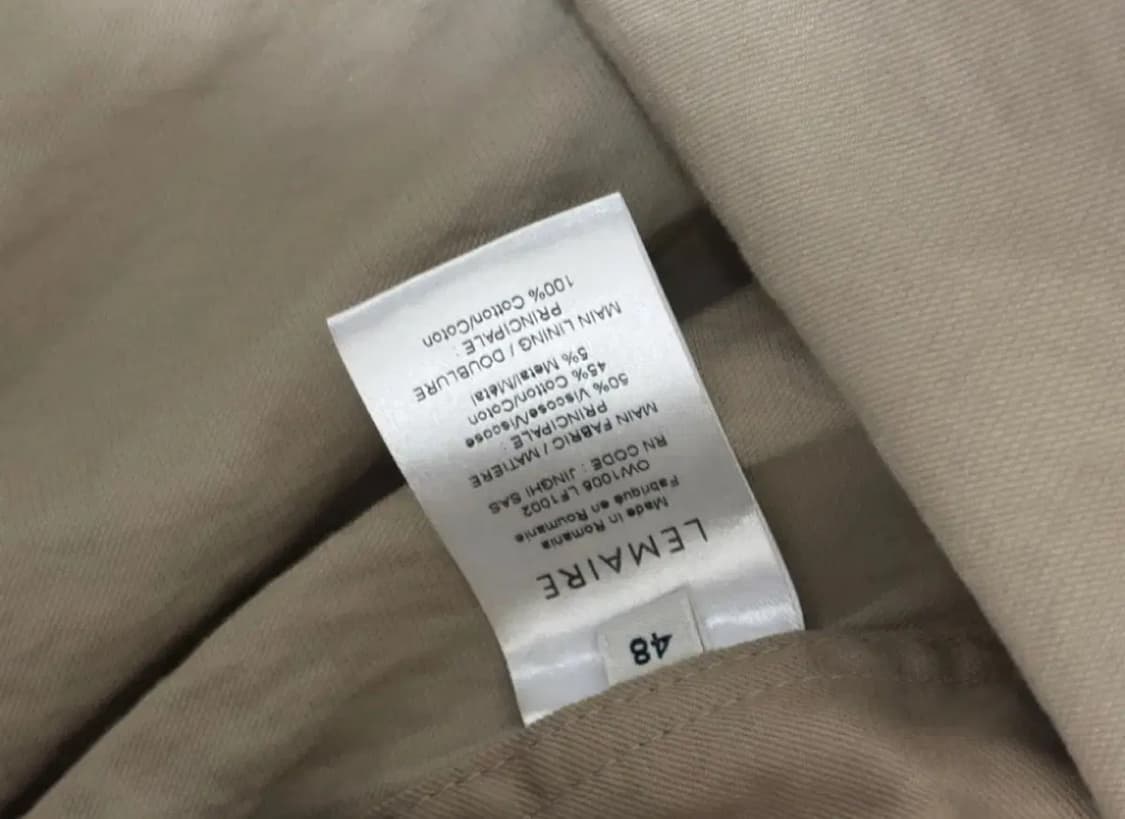 48
LEMAIRE
Made in Romania
Fabriqué en Roumanie
OW1006 LF1002
RN CODE : JINGHI SAS
MAIN FABRIC / MATIERE
PRINCIPALE :
50% Viscose/Viscose
45% Cotton/Coton
5% Metal/Métal
MAIN LINING / DOUBLURE
PRINCIPALE :
100% Cotton/Coton